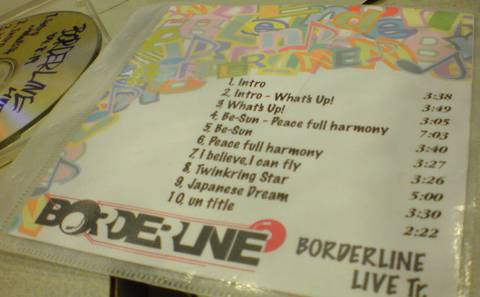 BORDERLINE
1. Intro 3:38
2. Intro - What's Up! 3:49
3. What's Up! 3:05
4. Be-Sun - Peace full harmony 7:03
5. Be-Sun 3:40
6. Peace full harmony 3:27
7. I believe,I can fly 3:26
8. Twinkring Star 5:00
9. Japanese Dream 3:30
10. un title 2:22
BORDERLINE
BORDERLINE
LIVE Tr.